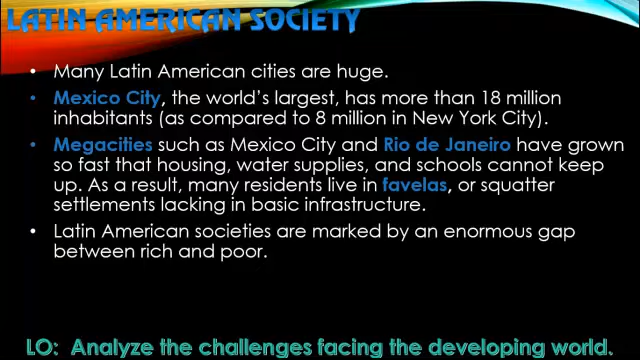 LATIN AMERICAN SOCIETY
• Many Latin American cities are huge.
• Mexico City, the world's largest, has more than 18 million
inhabitants (as compared to 8 million in New York City).
• Megacities such as Mexico City and Rio de Janeiro have grown
so fast that housing, water supplies, and schools cannot keep
up. As a result, many residents live in favelas, or squatter
settlements lacking in basic infrastructure.
• Latin American societies are marked by an enormous gap
between rich and poor.
LO: Analyze the challenges facing the developing world.